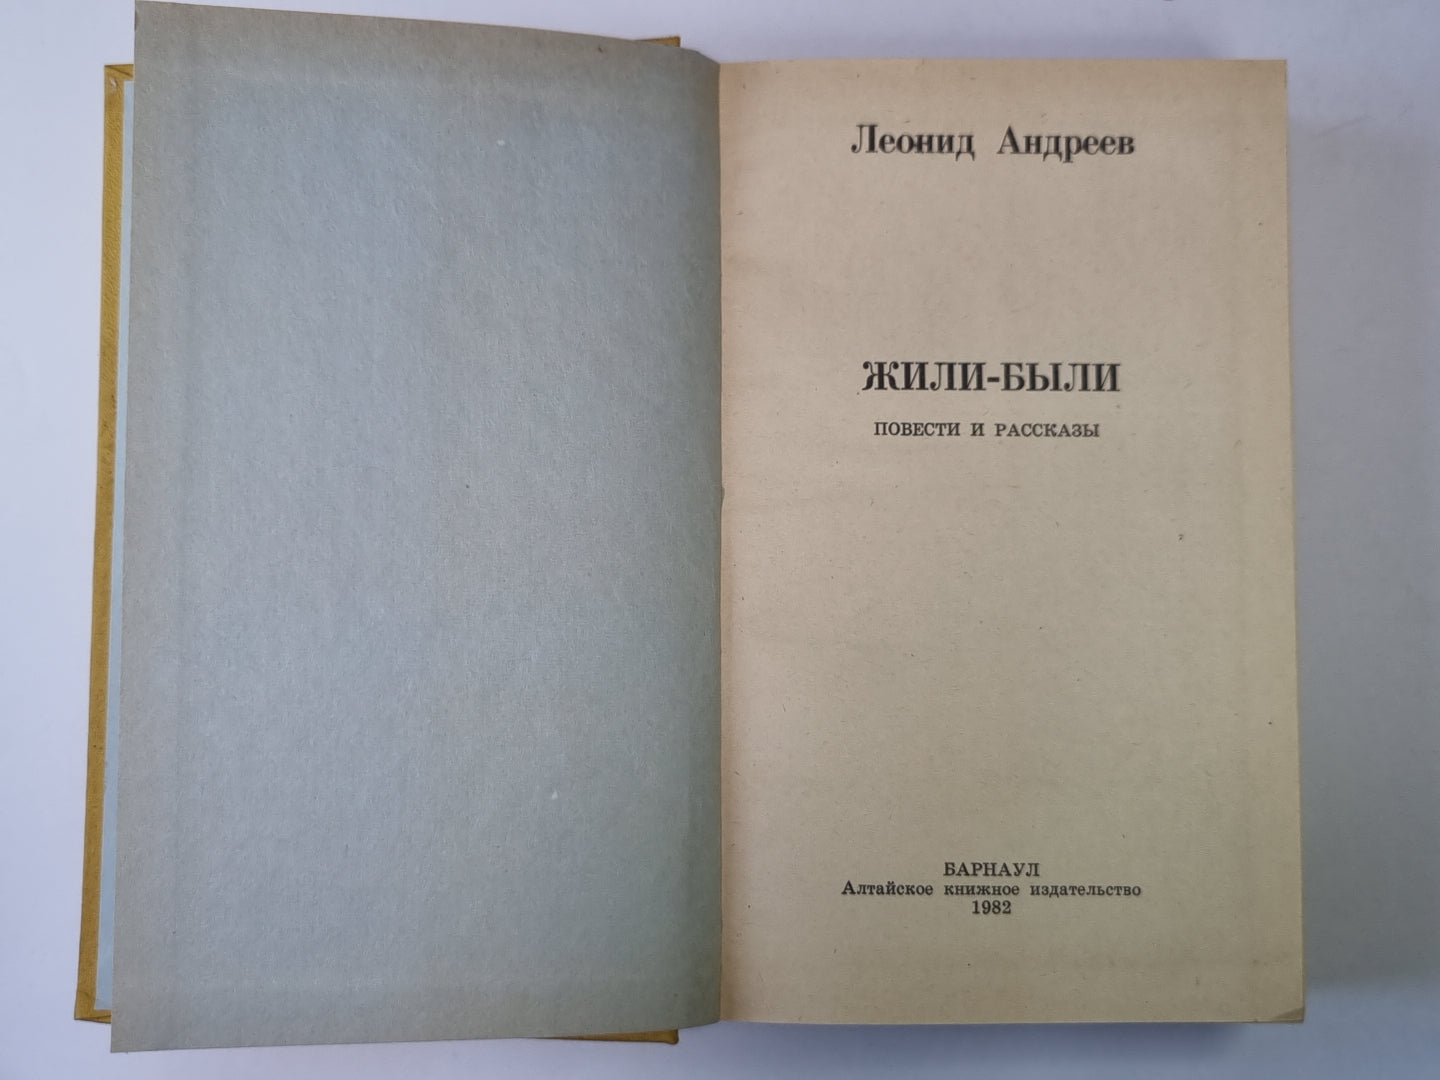 Леонид Андреев
ЖИЛИ-БЫЛИ
ПОВЕСТИ И РАССКАЗЫ
БАРНАУЛ
Алтайское книжное издательство
1982